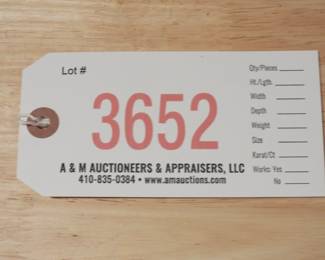 Lot #
3652
A & M AUCTIONEERS & APPRAISERS, LLC
410-835-0384 • www.amauctions.com
Qty/Pieces
Ht./Lgth.
Width
Depth
Weight
Size
Karat/Ct
Works: Yes
No